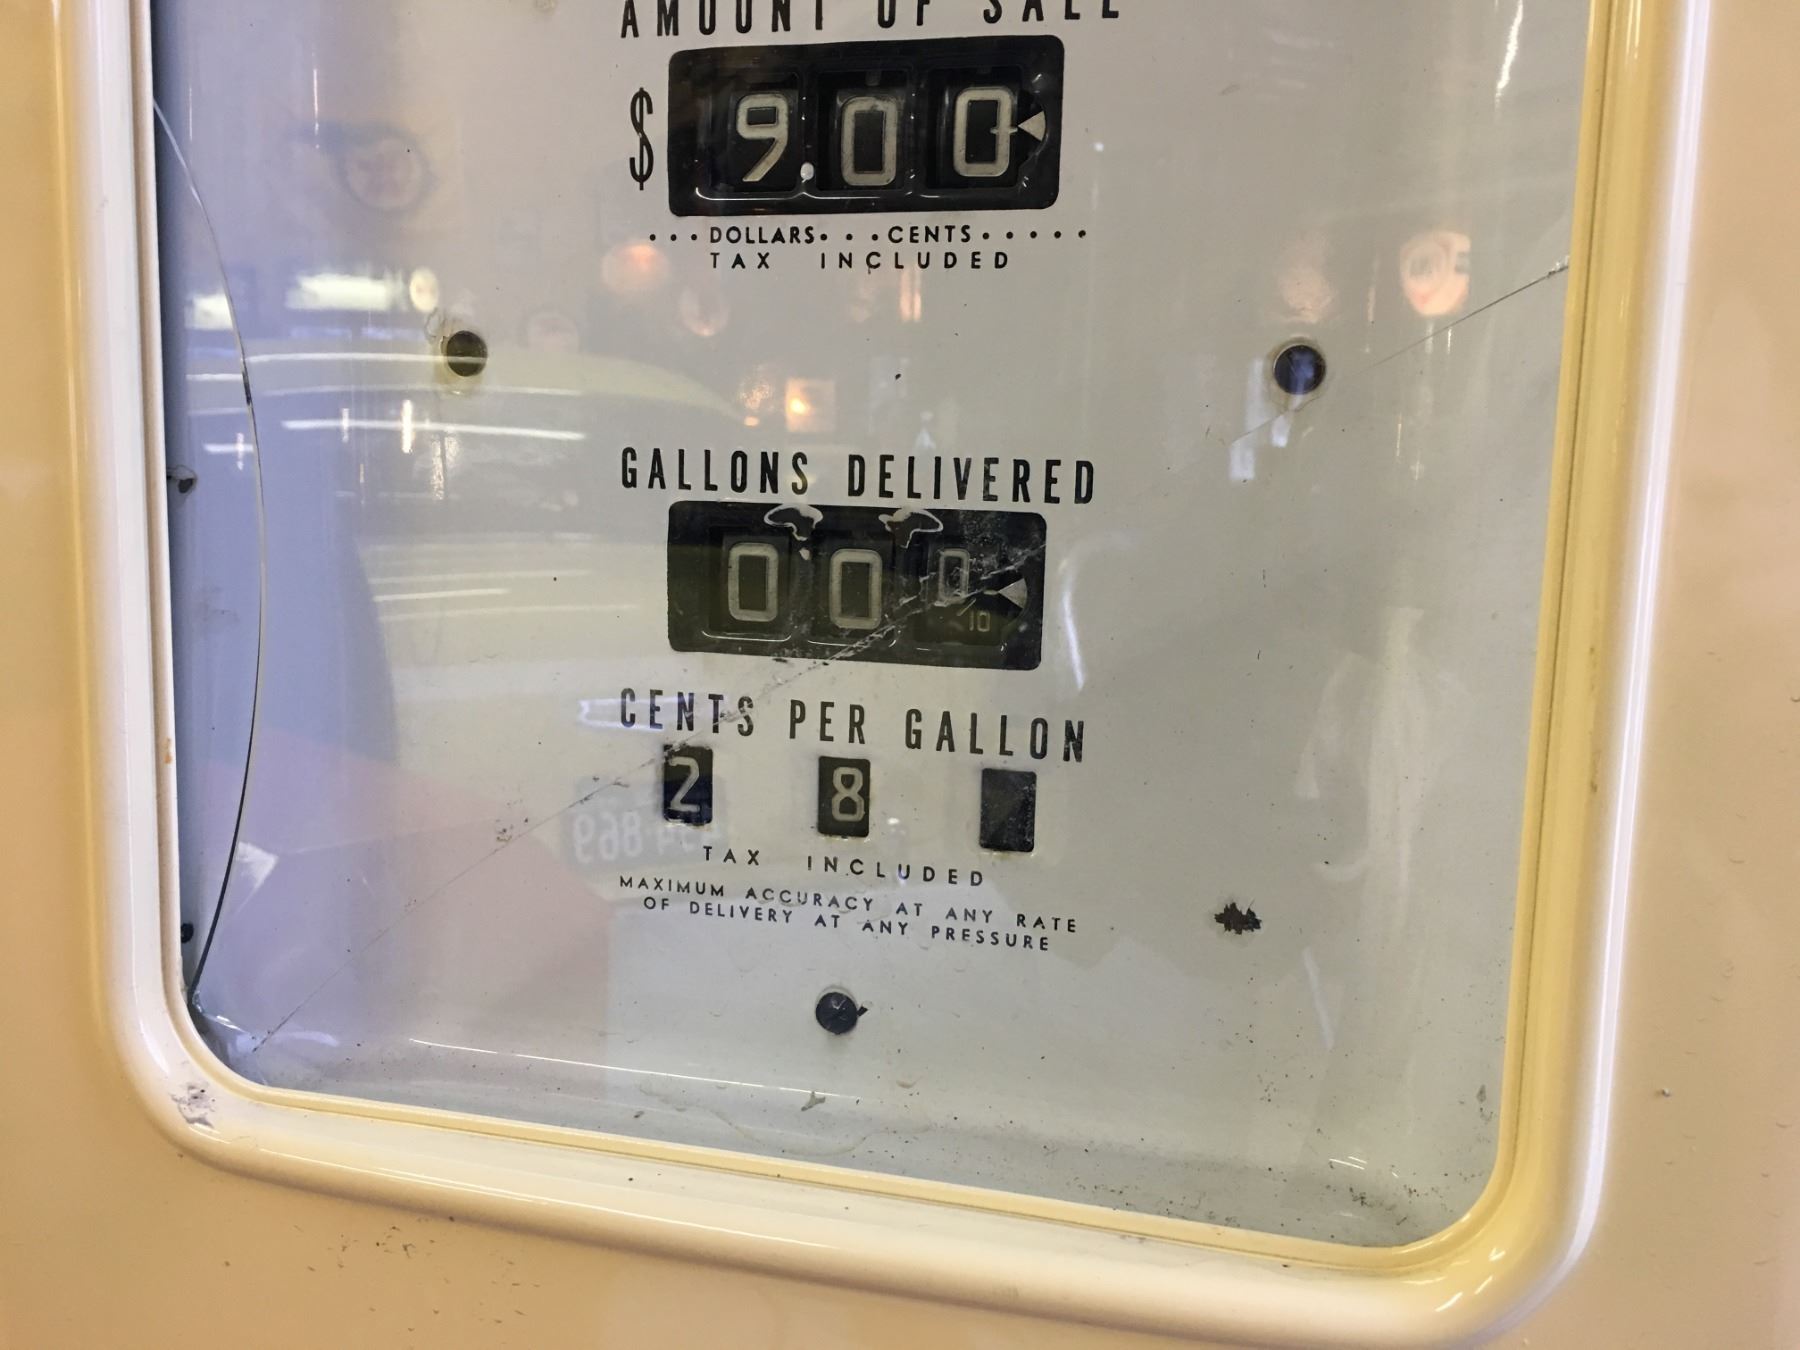 AMOUNT OF SALE
$ 9.00
...DOLLARS...CENTS.....
TAX INCLUDED
GALLONS DELIVERED
0 0 0
/10
CENTS PER GALLON
2 8
TAX INCLUDED
MAXIMUM ACCURACY AT ANY RATE
OF DELIVERY AT ANY PRESSURE